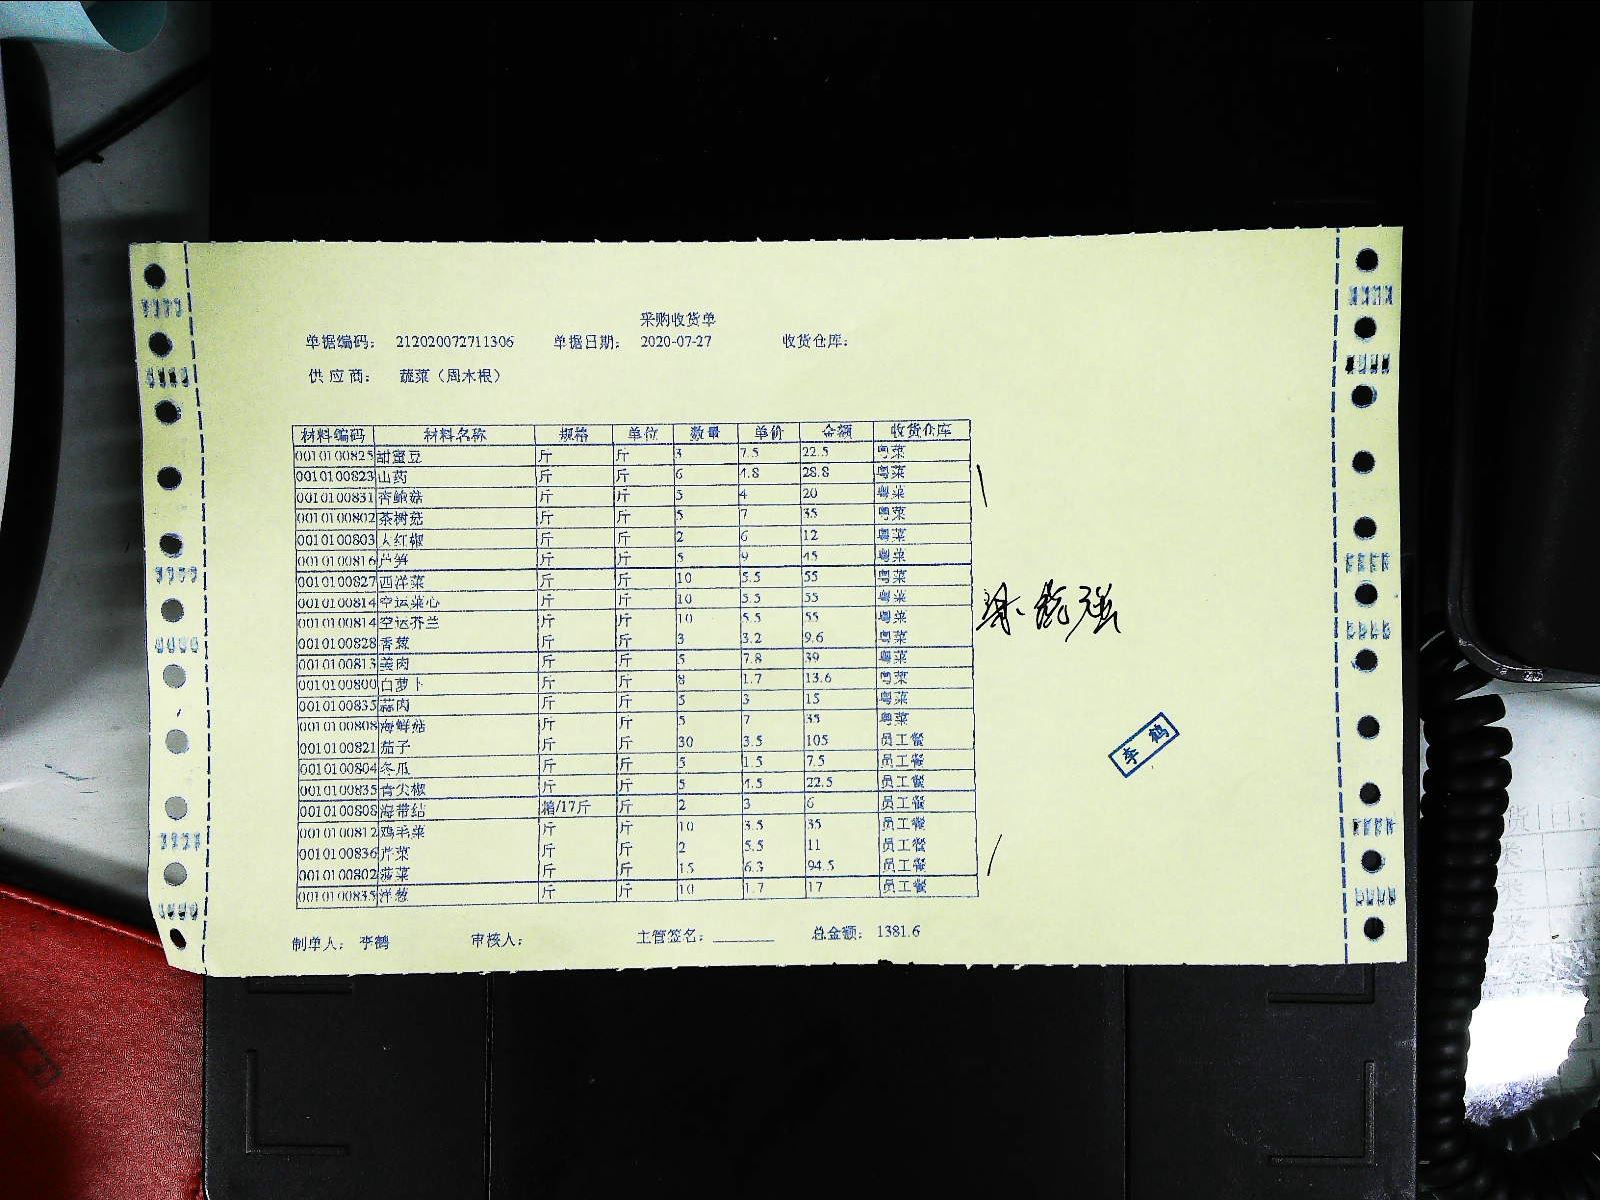 采购收货单
单据编码： 212020072711306 单据日期： 2020-07-27 收货仓库：
供应商： 蔬菜（周木根）
材料编码 材料名称 规格 单位 数量 单价 金额 收货仓库
0010100825 甜蜜豆 斤 斤 3 7.5 22.5 粤菜
0010100823 山药 斤 斤 6 4.8 28.8 粤菜
0010100831 杏鲍菇 斤 斤 5 4 20 粤菜
0010100802 茶树菇 斤 斤 5 7 35 粤菜
0010100803 大红椒 斤 斤 2 6 12 粤菜
0010100816 芦笋 斤 斤 5 9 45 粤菜
0010100827 西洋菜 斤 斤 10 5.5 55 粤菜
0010100814 空运菜心 斤 斤 10 5.5 55 粤菜
0010100814 空运芥兰 斤 斤 10 5.5 55 粤菜
0010100828 香葱 斤 斤 3 3.2 9.6 粤菜
0010100813 姜肉 斤 斤 5 7.8 39 粤菜
0010100800 白萝卜 斤 斤 8 1.7 13.6 粤菜
0010100835 蒜肉 斤 斤 5 3 15 粤菜
0010100808 海鲜菇 斤 斤 5 7 35 粤菜
0010100821 茄子 斤 斤 30 3.5 105 员工餐
0010100804 冬瓜 斤 斤 5 1.5 7.5 员工餐
0010100835 青尖椒 斤 斤 5 4.5 22.5 员工餐
0010100808 海带结 箱/17斤 斤 2 3 6 员工餐
0010100812 鸡毛菜 斤 斤 10 3.5 35 员工餐
0010100836 芹菜 斤 斤 2 5.5 11 员工餐
0010100802 菠菜 斤 斤 15 6.3 94.5 员工餐
0010100835 洋葱 斤 斤 10 1.7 17 员工餐
李鹤
制单人： 李鹤 审核人： 主管签名： 总金额： 1381.6